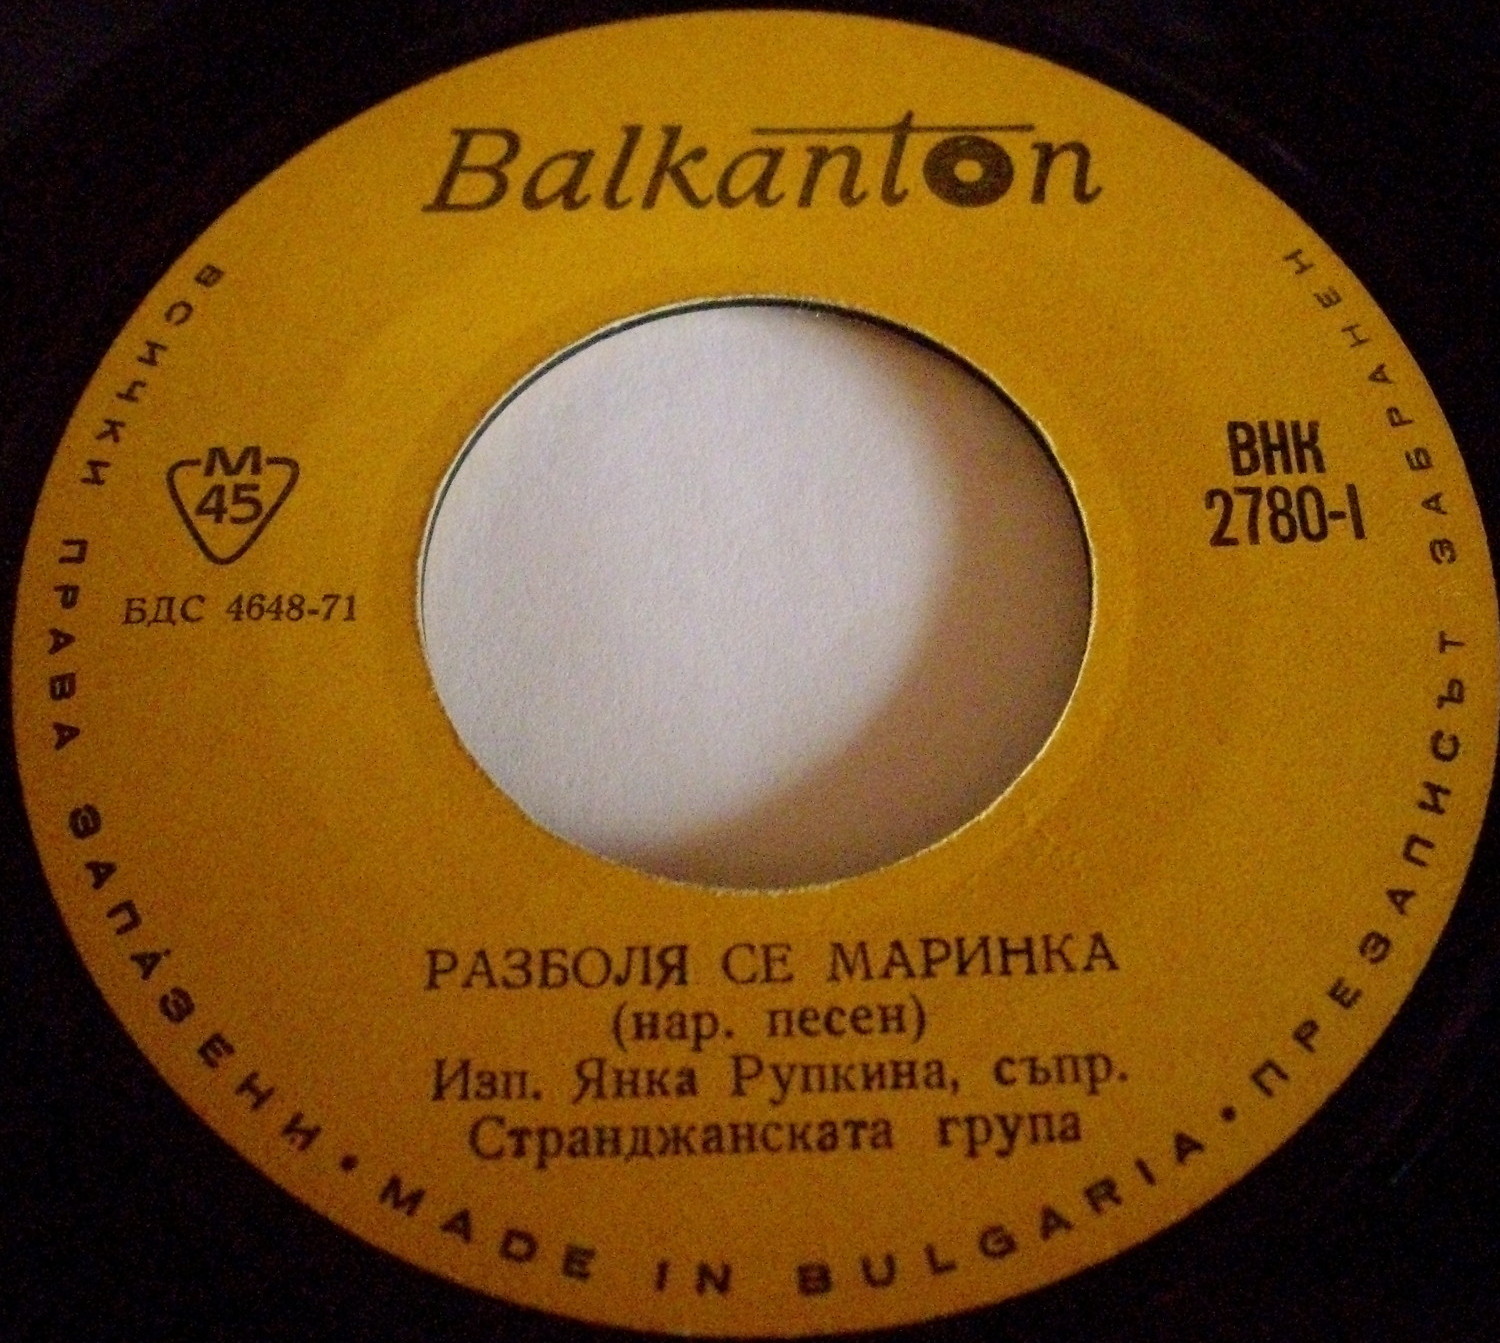 Balkanton
M
45
БДС 4648-71
ВНК
2780-I
РАЗБОЛЯ СЕ МАРИНКА
(нар. песен)
Изп. Янка Рупкина, съпр.
Странджанската група
ВСИЧКИ ПРАВА ЗАПАЗЕНИ • MADE IN BULGARIA • ПРЕЗАПИСЪТ ЗАБРАНЕН